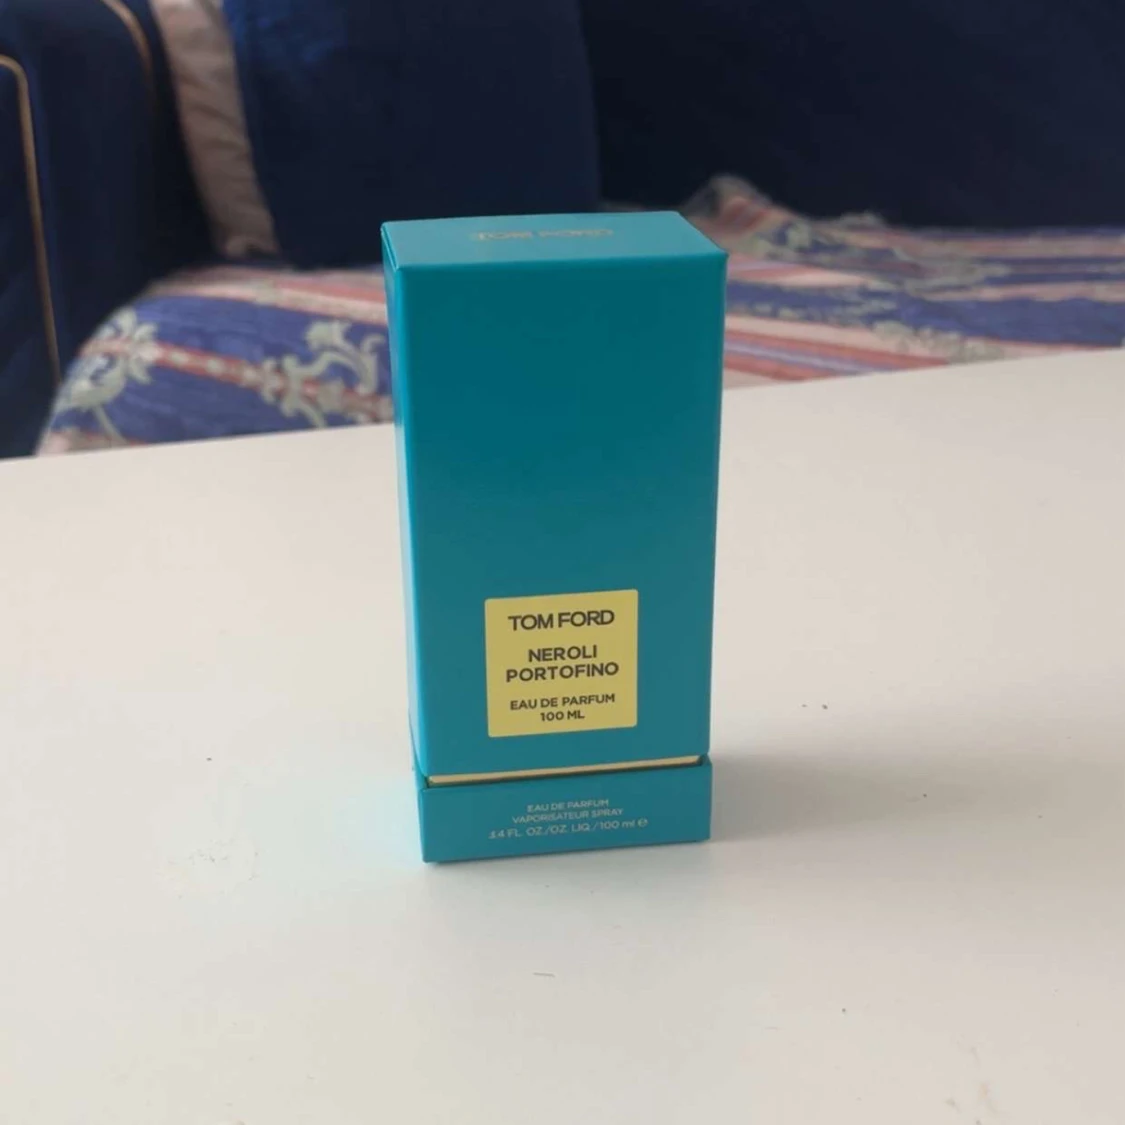 TOM FORD
TOM FORD
NEROLI
PORTOFINO
EAU DE PARFUM
100 ML
EAU DE PARFUM
VAPORISATEUR SPRAY
3.4 FL. OZ./OZ. LIQ./100 ml ℮